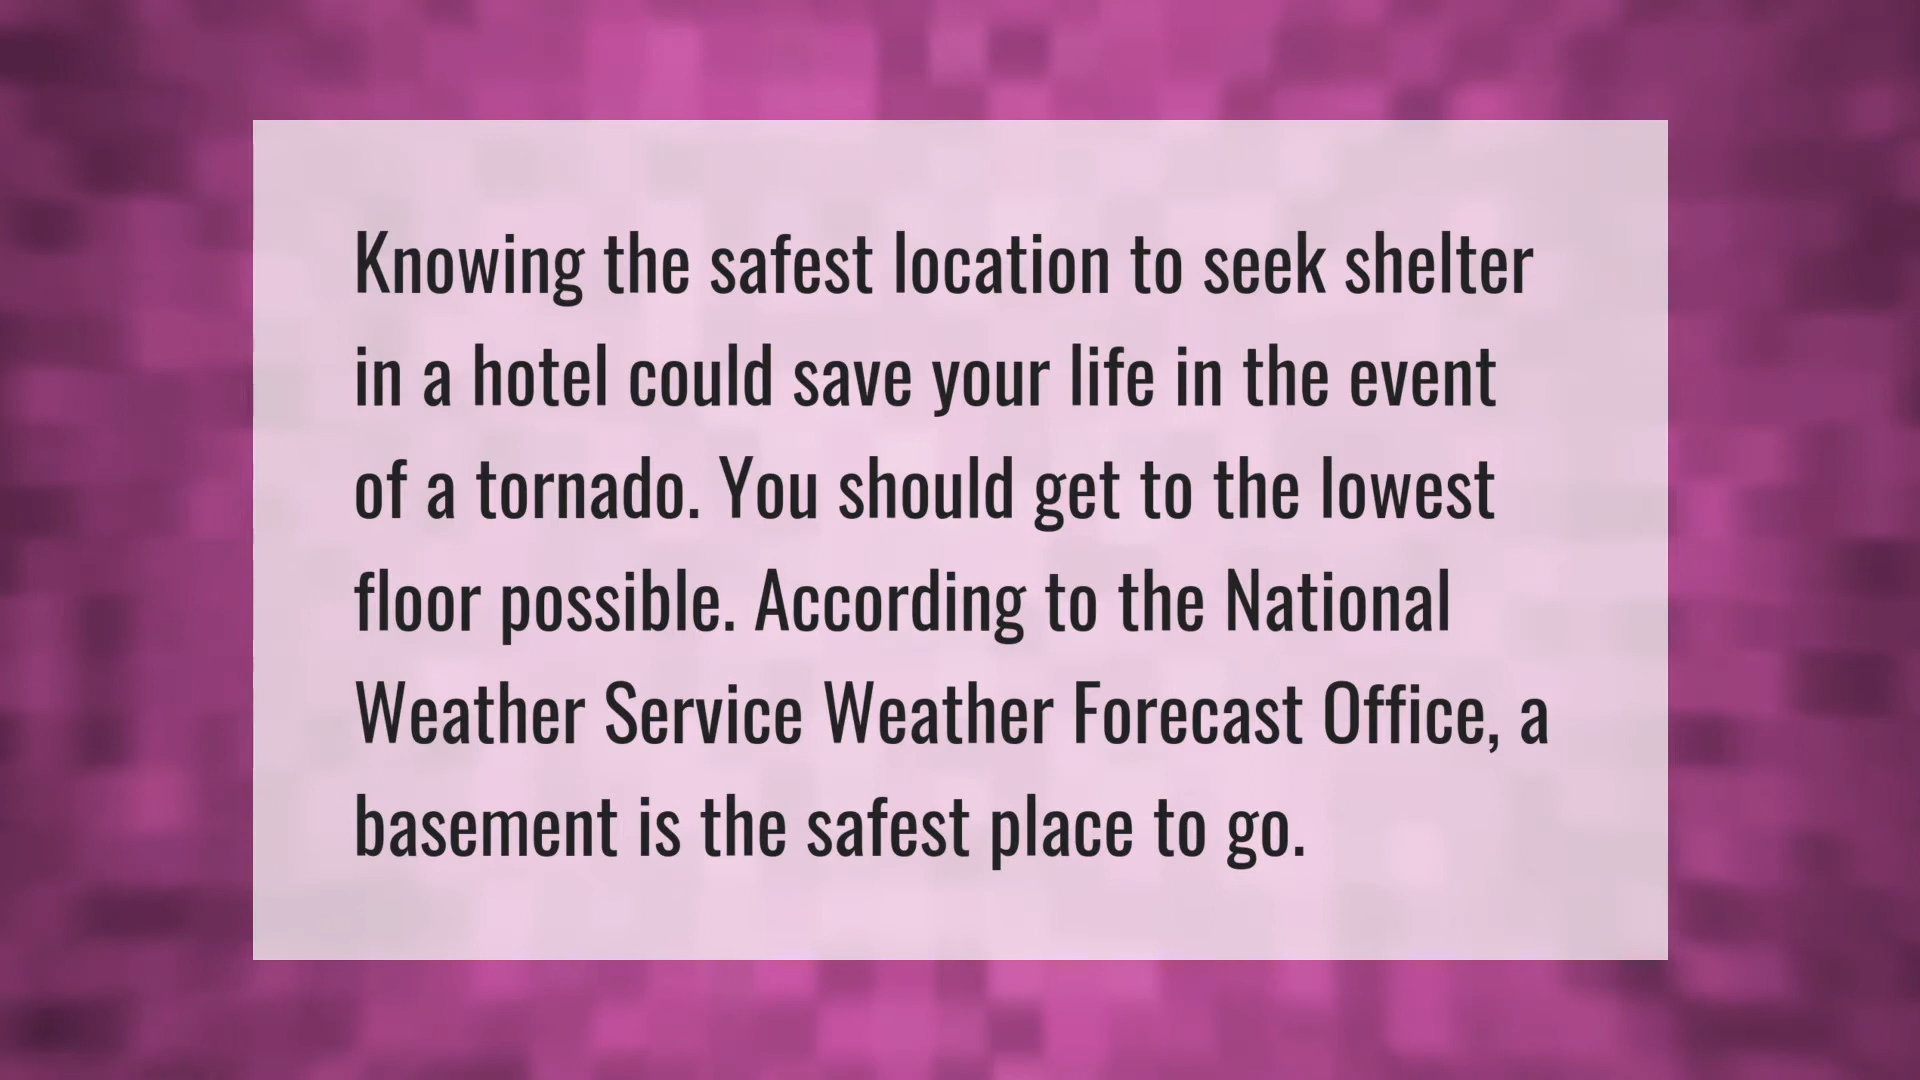 Knowing the safest location to seek shelter
in a hotel could save your life in the event
of a tornado. You should get to the lowest
floor possible. According to the National
Weather Service Weather Forecast Office, a
basement is the safest place to go.